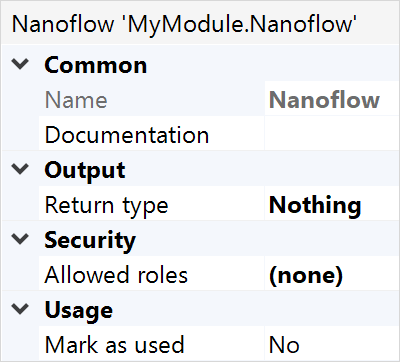 Nanoflow 'MyModule.Nanoflow'
Common
Name Nanoflow
Documentation
Output
Return type Nothing
Security
Allowed roles (none)
Usage
Mark as used No